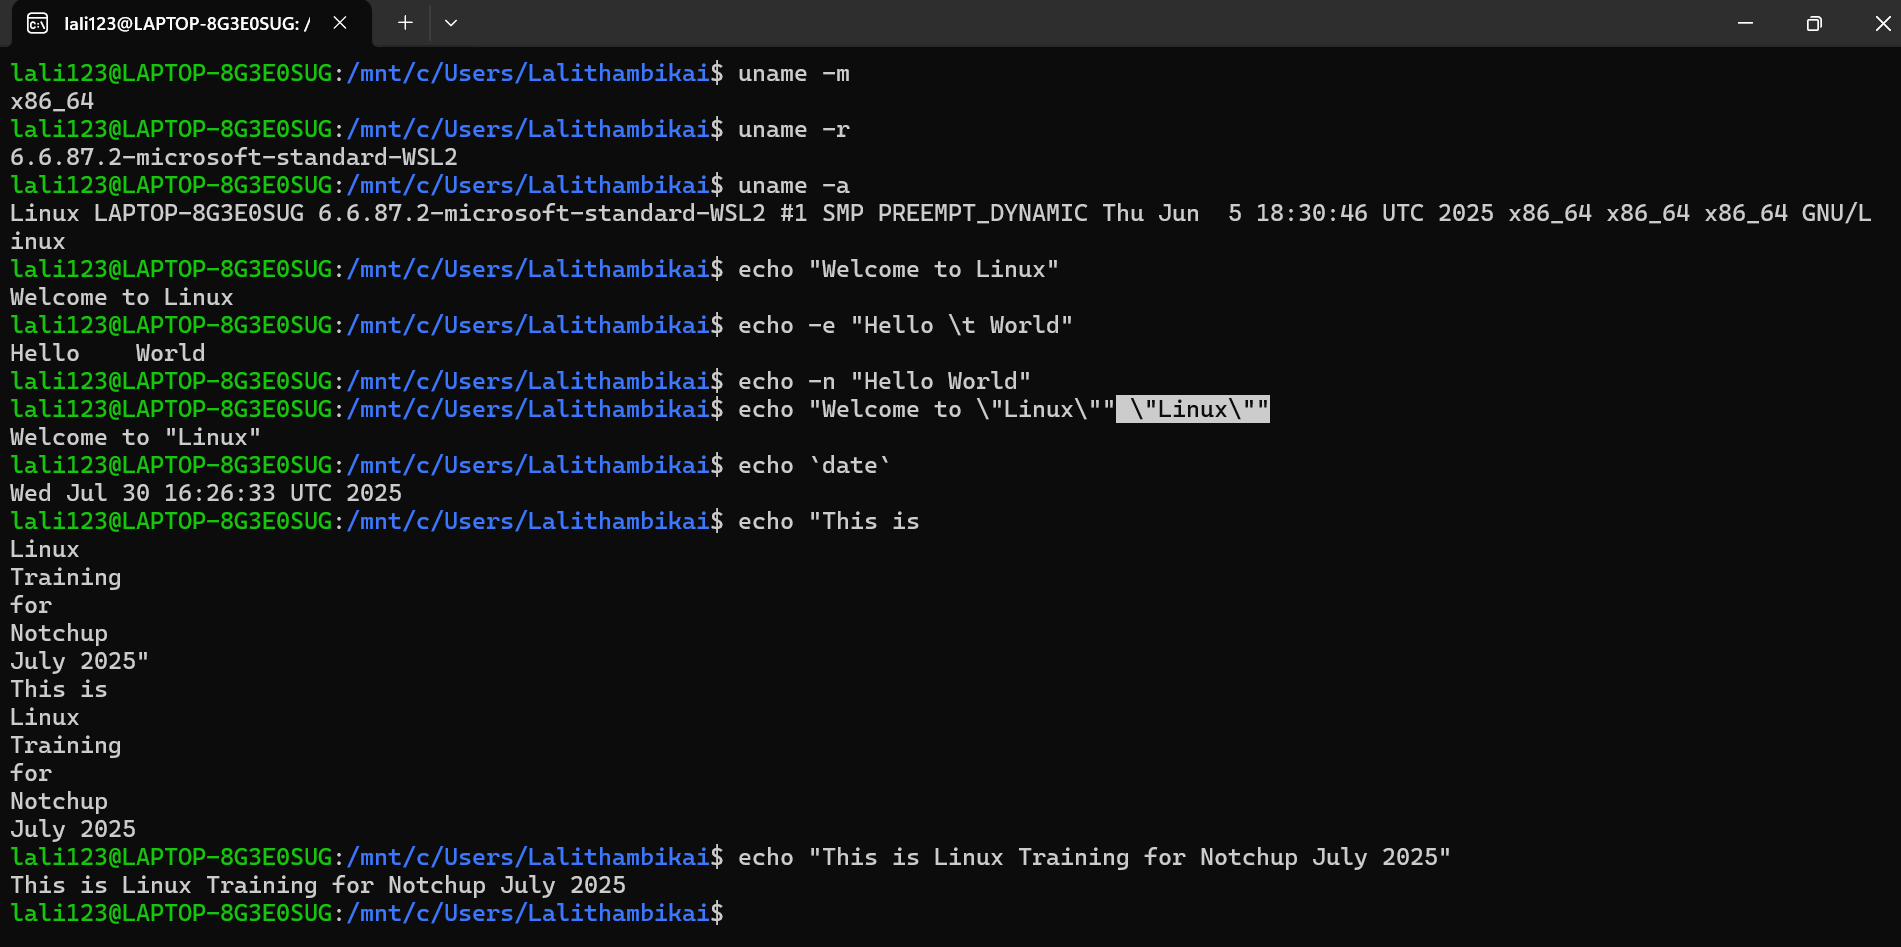 lali123@LAPTOP-8G3E0SUG: /
lali123@LAPTOP-8G3E0SUG:/mnt/c/Users/Lalithambikai$ uname -m
x86_64
lali123@LAPTOP-8G3E0SUG:/mnt/c/Users/Lalithambikai$ uname -r
6.6.87.2-microsoft-standard-WSL2
lali123@LAPTOP-8G3E0SUG:/mnt/c/Users/Lalithambikai$ uname -a
Linux LAPTOP-8G3E0SUG 6.6.87.2-microsoft-standard-WSL2 #1 SMP PREEMPT_DYNAMIC Thu Jun  5 18:30:46 UTC 2025 x86_64 x86_64 x86_64 GNU/L
inux
lali123@LAPTOP-8G3E0SUG:/mnt/c/Users/Lalithambikai$ echo "Welcome to Linux"
Welcome to Linux
lali123@LAPTOP-8G3E0SUG:/mnt/c/Users/Lalithambikai$ echo -e "Hello \t World"
Hello    World
lali123@LAPTOP-8G3E0SUG:/mnt/c/Users/Lalithambikai$ echo -n "Hello World"
lali123@LAPTOP-8G3E0SUG:/mnt/c/Users/Lalithambikai$ echo "Welcome to \"Linux\"" \"Linux\""
Welcome to "Linux"
lali123@LAPTOP-8G3E0SUG:/mnt/c/Users/Lalithambikai$ echo `date`
Wed Jul 30 16:26:33 UTC 2025
lali123@LAPTOP-8G3E0SUG:/mnt/c/Users/Lalithambikai$ echo "This is
Linux
Training
for
Notchup
July 2025"
This is
Linux
Training
for
Notchup
July 2025
lali123@LAPTOP-8G3E0SUG:/mnt/c/Users/Lalithambikai$ echo "This is Linux Training for Notchup July 2025"
This is Linux Training for Notchup July 2025
lali123@LAPTOP-8G3E0SUG:/mnt/c/Users/Lalithambikai$